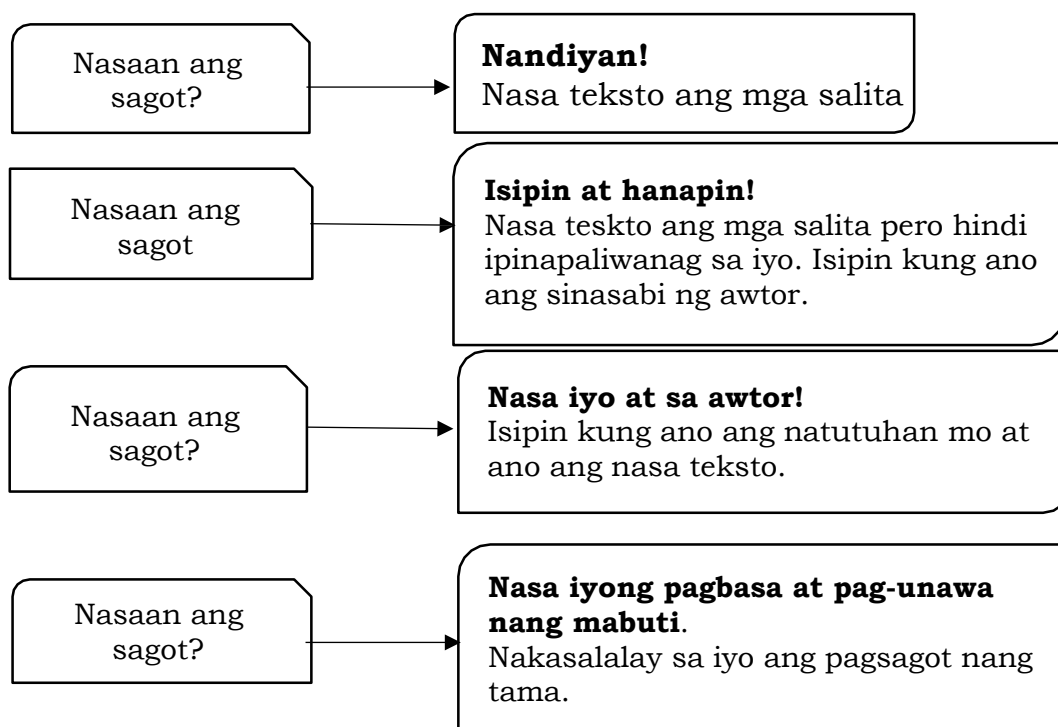 Nasaan ang
sagot?
Nandiyan!
Nasa teksto ang mga salita
Nasaan ang
sagot
Isipin at hanapin!
Nasa teskto ang mga salita pero hindi
ipinapaliwanag sa iyo. Isipin kung ano
ang sinasabi ng awtor.
Nasaan ang
sagot?
Nasa iyo at sa awtor!
Isipin kung ano ang natutuhan mo at
ano ang nasa teksto.
Nasaan ang
sagot?
Nasa iyong pagbasa at pag-unawa
nang mabuti.
Nakasalalay sa iyo ang pagsagot nang
tama.